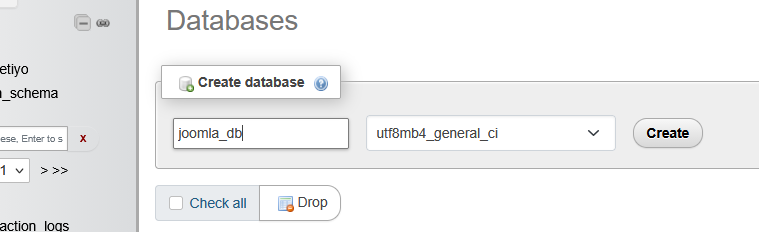 Databases
etiyo
_schema
Create database
ese, Enter to s
X
joomla_db
utf8mb4_general_ci
Create
1
> >>
Check all
Drop
action_logs